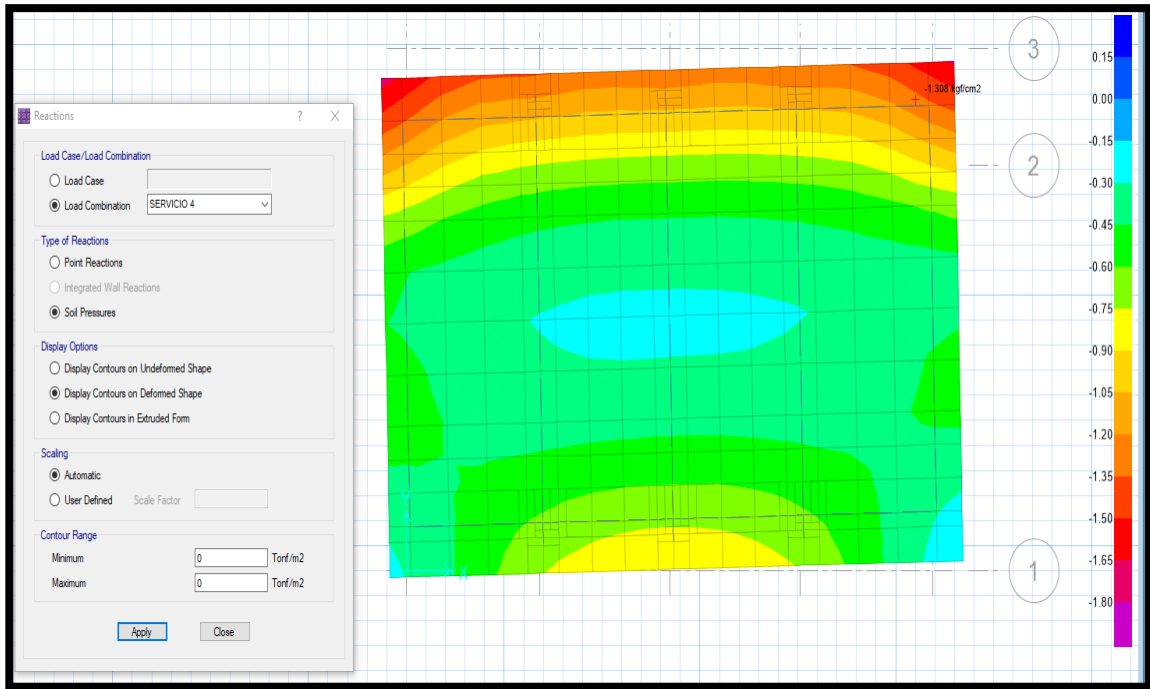 Reactions
? X
Load Case/Load Combination
Load Case
Load Combination SERVICIO 4
Type of Reactions
Point Reactions
Integrated Wall Reactions
Soil Pressures
Display Options
Display Contours on Undeformed Shape
Display Contours on Deformed Shape
Display Contours in Extruded Form
Scaling
Automatic
User Defined Scale Factor
Contour Range
Minimum 0 Tonf/m2
Maximum 0 Tonf/m2
Apply Close
-1.308 kgf/cm2
Y
X
3
2
1
0.15
0.00
-0.15
-0.30
-0.45
-0.60
-0.75
-0.90
-1.05
-1.20
-1.35
-1.50
-1.65
-1.80